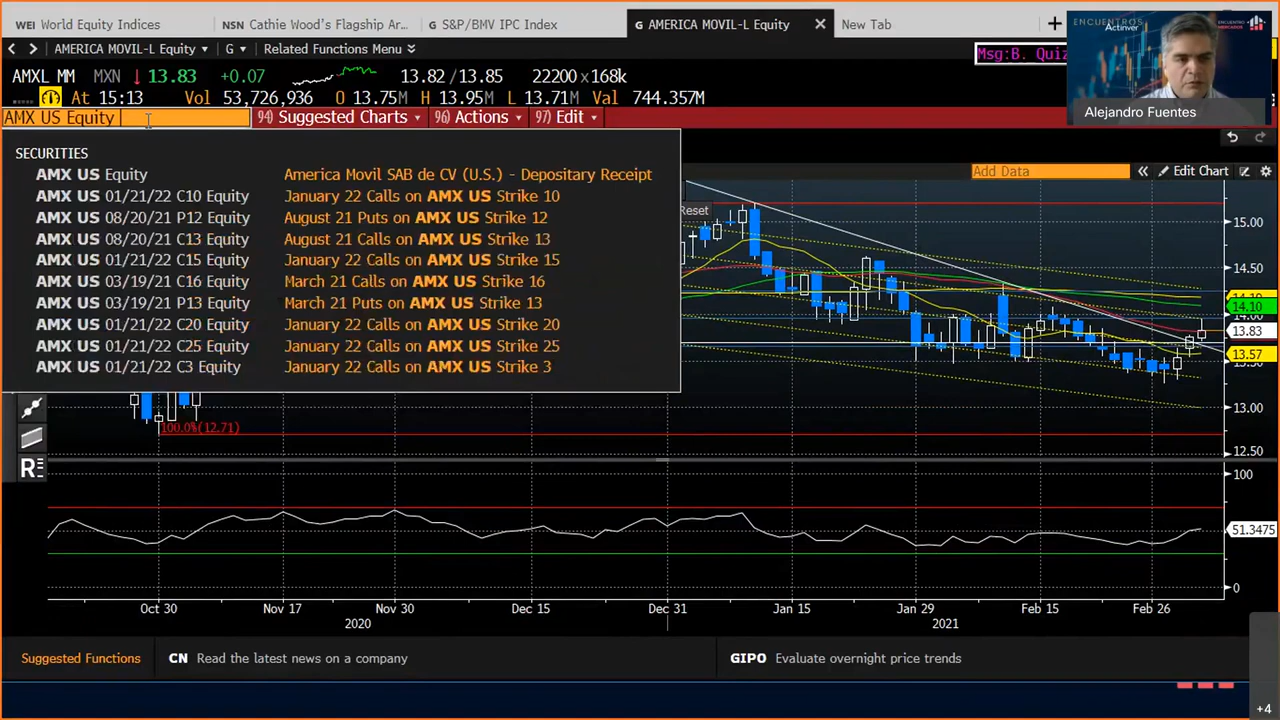 WEI World Equity Indices
NSN Cathie Wood's Flagship Ar...
G S&P/BMV IPC Index
G AMERICA MOVIL-L Equity
New Tab
ENCUENTROS
Actinver
AMERICA MOVIL-L Equity
G
Related Functions Menu
Msg:B. Quiz
AMXL MM MXN ↓ 13.83 +0.07 13.82 /13.85 22200 x168k
At 15:13 Vol 53,726,936 O 13.75M H 13.95M L 13.71M Val 744.357M
Alejandro Fuentes
AMX US Equity
94) Suggested Charts
96) Actions
97) Edit
SECURITIES
AMX US Equity America Movil SAB de CV (U.S.) - Depositary Receipt
AMX US 01/21/22 C10 Equity January 22 Calls on AMX US Strike 10
AMX US 08/20/21 P12 Equity August 21 Puts on AMX US Strike 12
AMX US 08/20/21 C13 Equity August 21 Calls on AMX US Strike 13
AMX US 01/21/22 C15 Equity January 22 Calls on AMX US Strike 15
AMX US 03/19/21 C16 Equity March 21 Calls on AMX US Strike 16
AMX US 03/19/21 P13 Equity March 21 Puts on AMX US Strike 13
AMX US 01/21/22 C20 Equity January 22 Calls on AMX US Strike 20
AMX US 01/21/22 C25 Equity January 22 Calls on AMX US Strike 25
AMX US 01/21/22 C3 Equity January 22 Calls on AMX US Strike 3
Add Data
Edit Chart
Reset
15.00
14.50
14.10
14.00
13.83
13.57
13.50
13.00
12.50
100.0%(12.71)
R
100
51.3475
0
Oct 30 Nov 17 Nov 30 Dec 15 Dec 31 Jan 15 Jan 29 Feb 15 Feb 26
2020 2021
Suggested Functions CN Read the latest news on a company GIPO Evaluate overnight price trends
+4